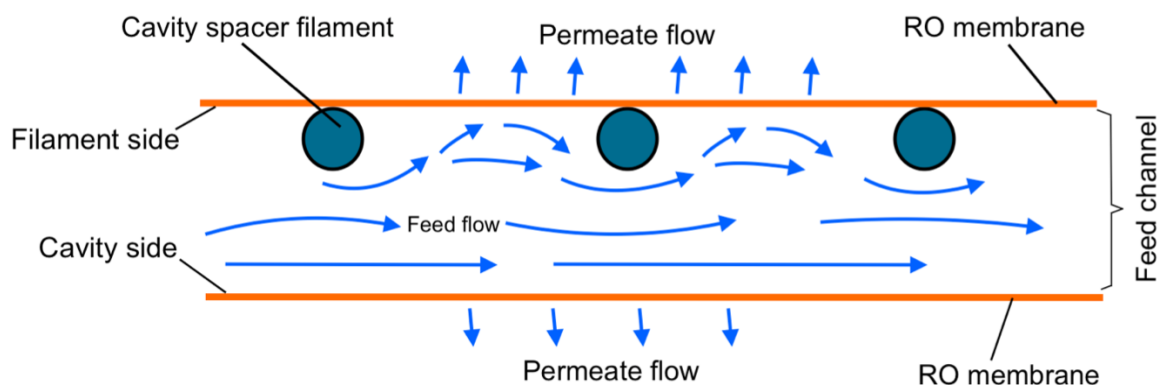 Cavity spacer filament
Permeate flow
RO membrane
Filament side
Feed flow
Cavity side
Feed channel
Permeate flow
RO membrane